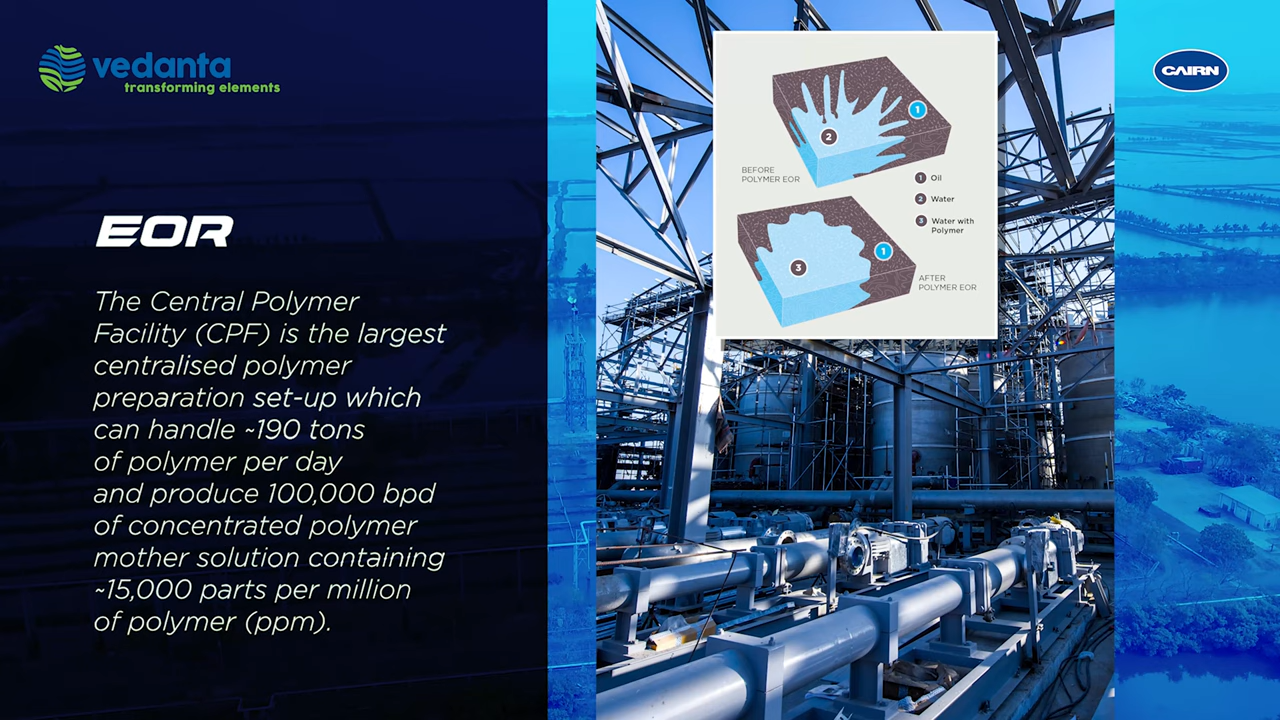 vedanta
transforming elements
CAIRN
EOR
The Central Polymer
Facility (CPF) is the largest
centralised polymer
preparation set-up which
can handle ~190 tons
of polymer per day
and produce 100,000 bpd
of concentrated polymer
mother solution containing
~15,000 parts per million
of polymer (ppm).
1
2
BEFORE
POLYMER EOR
1 Oil
2 Water
3 Water with
Polymer
1
3
AFTER
POLYMER EOR